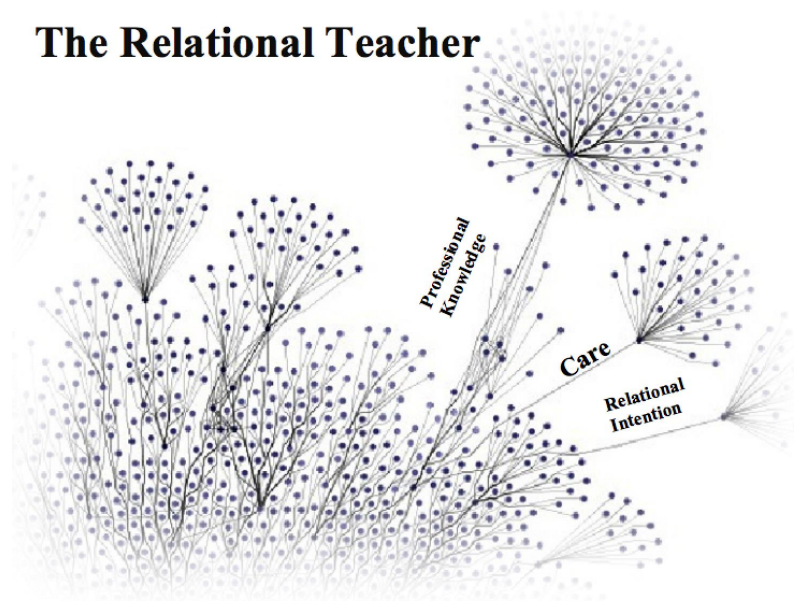 The Relational Teacher
Professional
Knowledge
Care
Relational
Intention